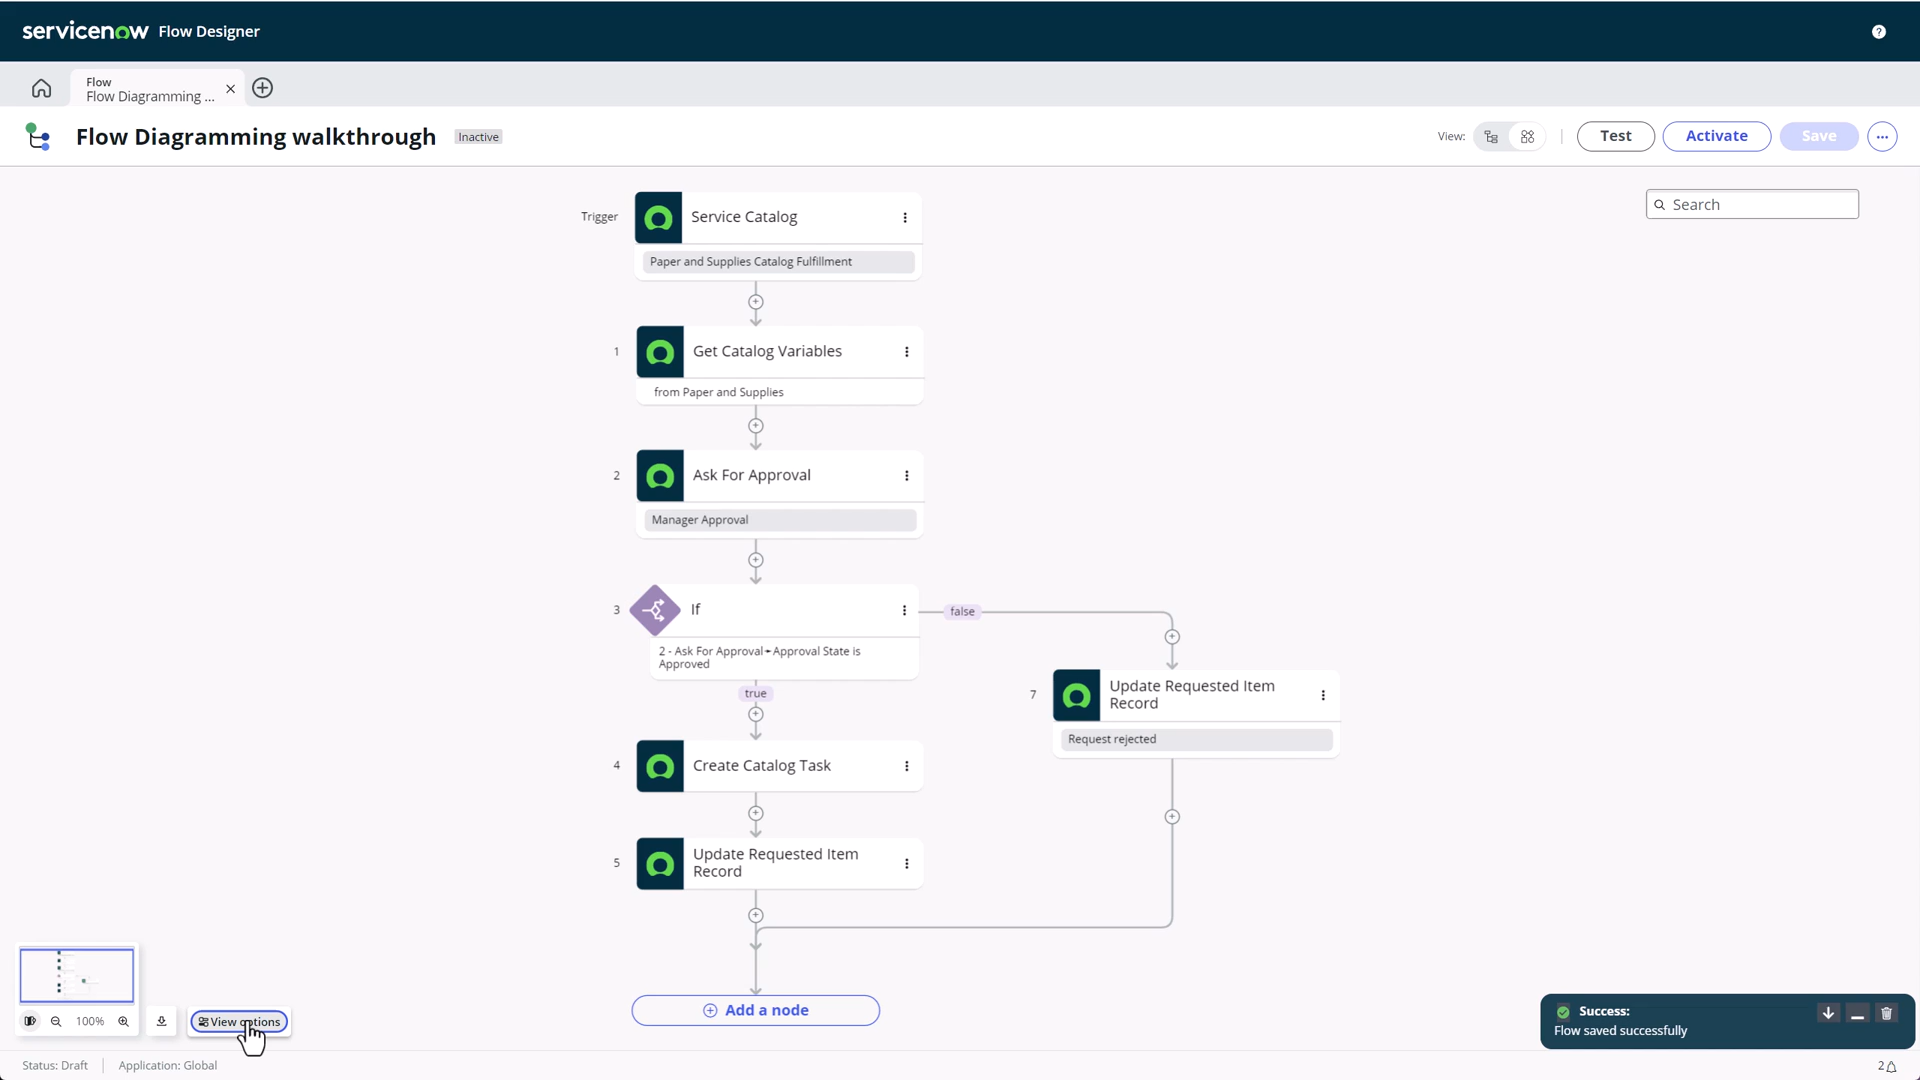 servicenow Flow Designer
Flow
Flow Diagramming ...
Flow Diagramming walkthrough
Inactive
View:
Test
Activate
Save
Search
Trigger
Service Catalog
Paper and Supplies Catalog Fulfillment
1
Get Catalog Variables
from Paper and Supplies
2
Ask For Approval
Manager Approval
3
If
false
2 - Ask For Approval➛Approval State is
Approved
true
7
Update Requested Item
Record
Request rejected
4
Create Catalog Task
5
Update Requested Item
Record
Add a node
100%
View options
Success:
Flow saved successfully
Status: Draft
Application: Global
2